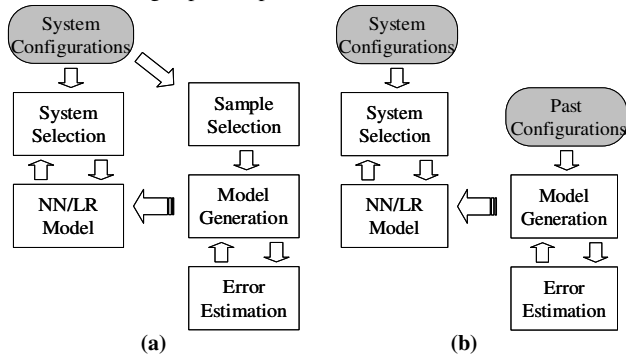 System
Configurations
System
Selection
Sample
Selection
NN/LR
Model
Model
Generation
Error
Estimation
(a)
System
Configurations
System
Selection
Past
Configurations
NN/LR
Model
Model
Generation
Error
Estimation
(b)